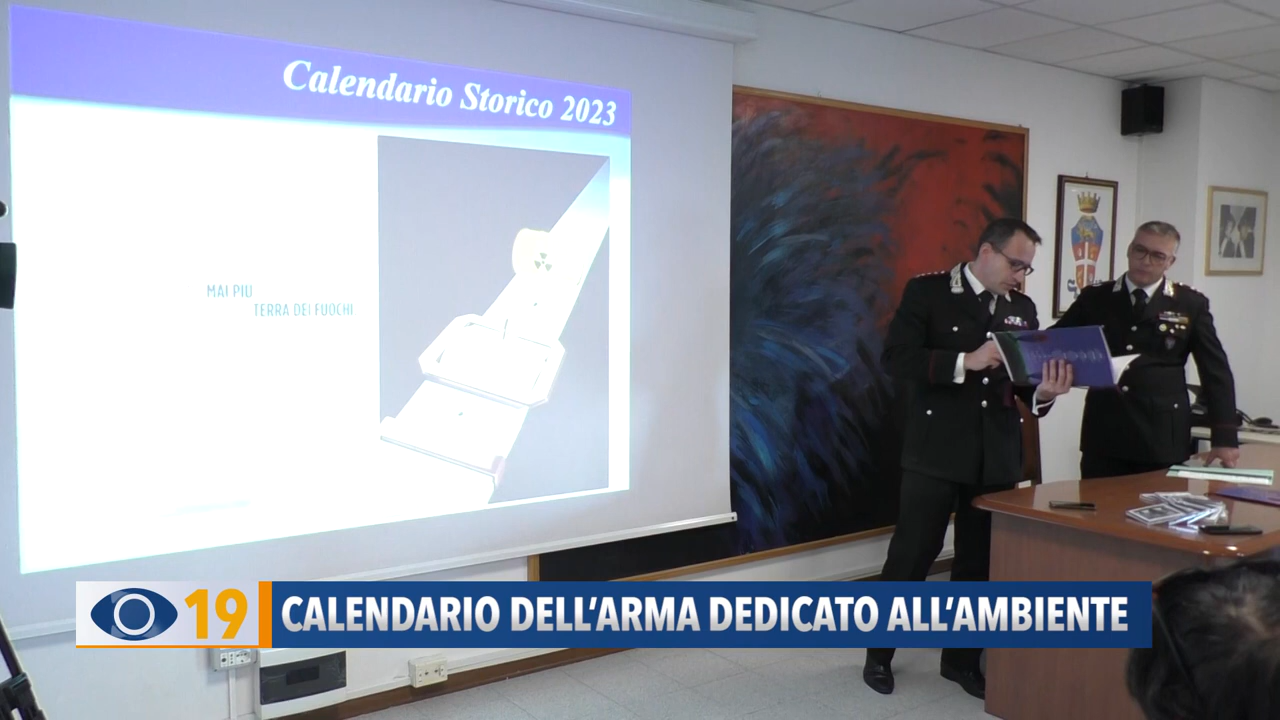 Calendario Storico 2023
MAI PIU
TERRA DEI FUOCHI
19
CALENDARIO DELL'ARMA DEDICATO ALL'AMBIENTE